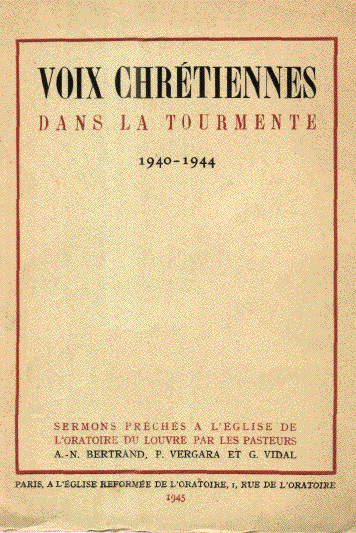 VOIX CHRÉTIENNES
DANS LA TOURMENTE
1940-1944
SERMONS PRÊCHÉS A L'ÉGLISE DE
L'ORATOIRE DU LOUVRE PAR LES PASTEURS
A.-N. BERTRAND, P. VERGARA ET G. VIDAL
PARIS, A L'ÉGLISE REFORMÉE DE L'ORATOIRE, 1, RUE DE L'ORATOIRE
1945